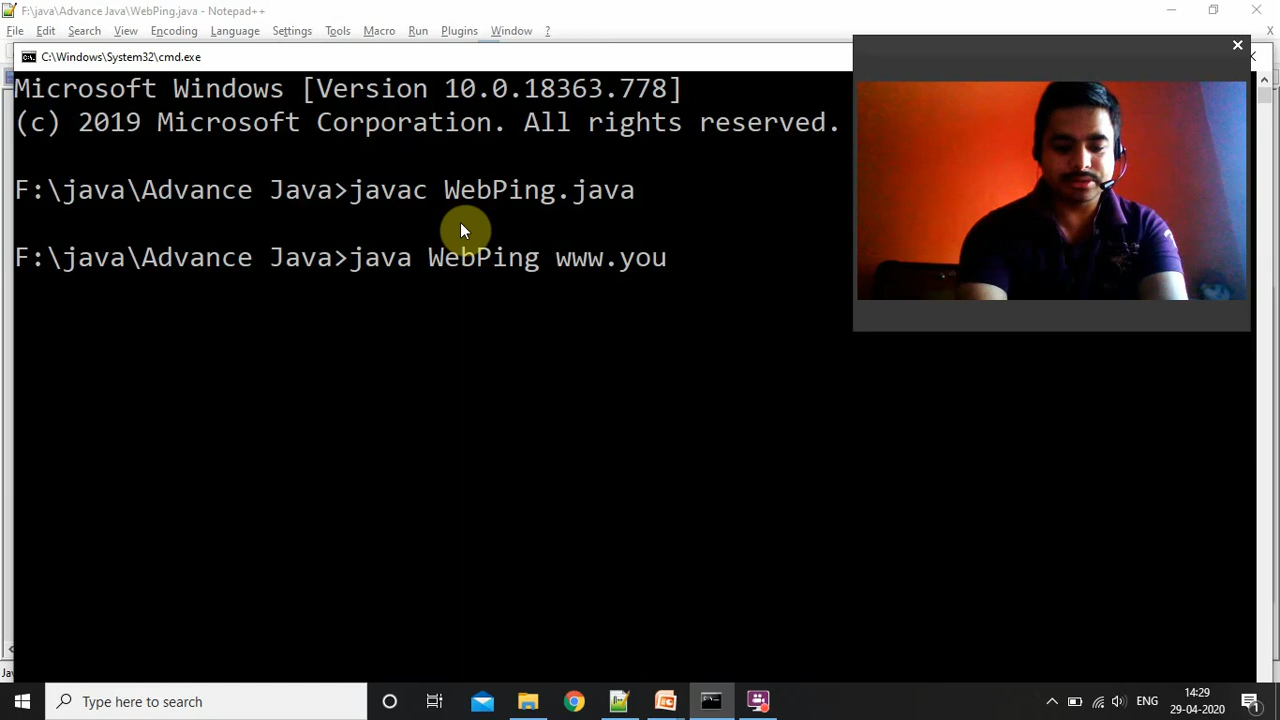 F:\java\Advance Java\WebPing.java - Notepad++
File Edit Search View Encoding Language Settings Tools Macro Run Plugins Window ? X
C:\Windows\System32\cmd.exe
Microsoft Windows [Version 10.0.18363.778]
(c) 2019 Microsoft Corporation. All rights reserved.
F:\java\Advance Java>javac WebPing.java
F:\java\Advance Java>java WebPing www.you
Type here to search
ENG
14:29
29-04-2020
1